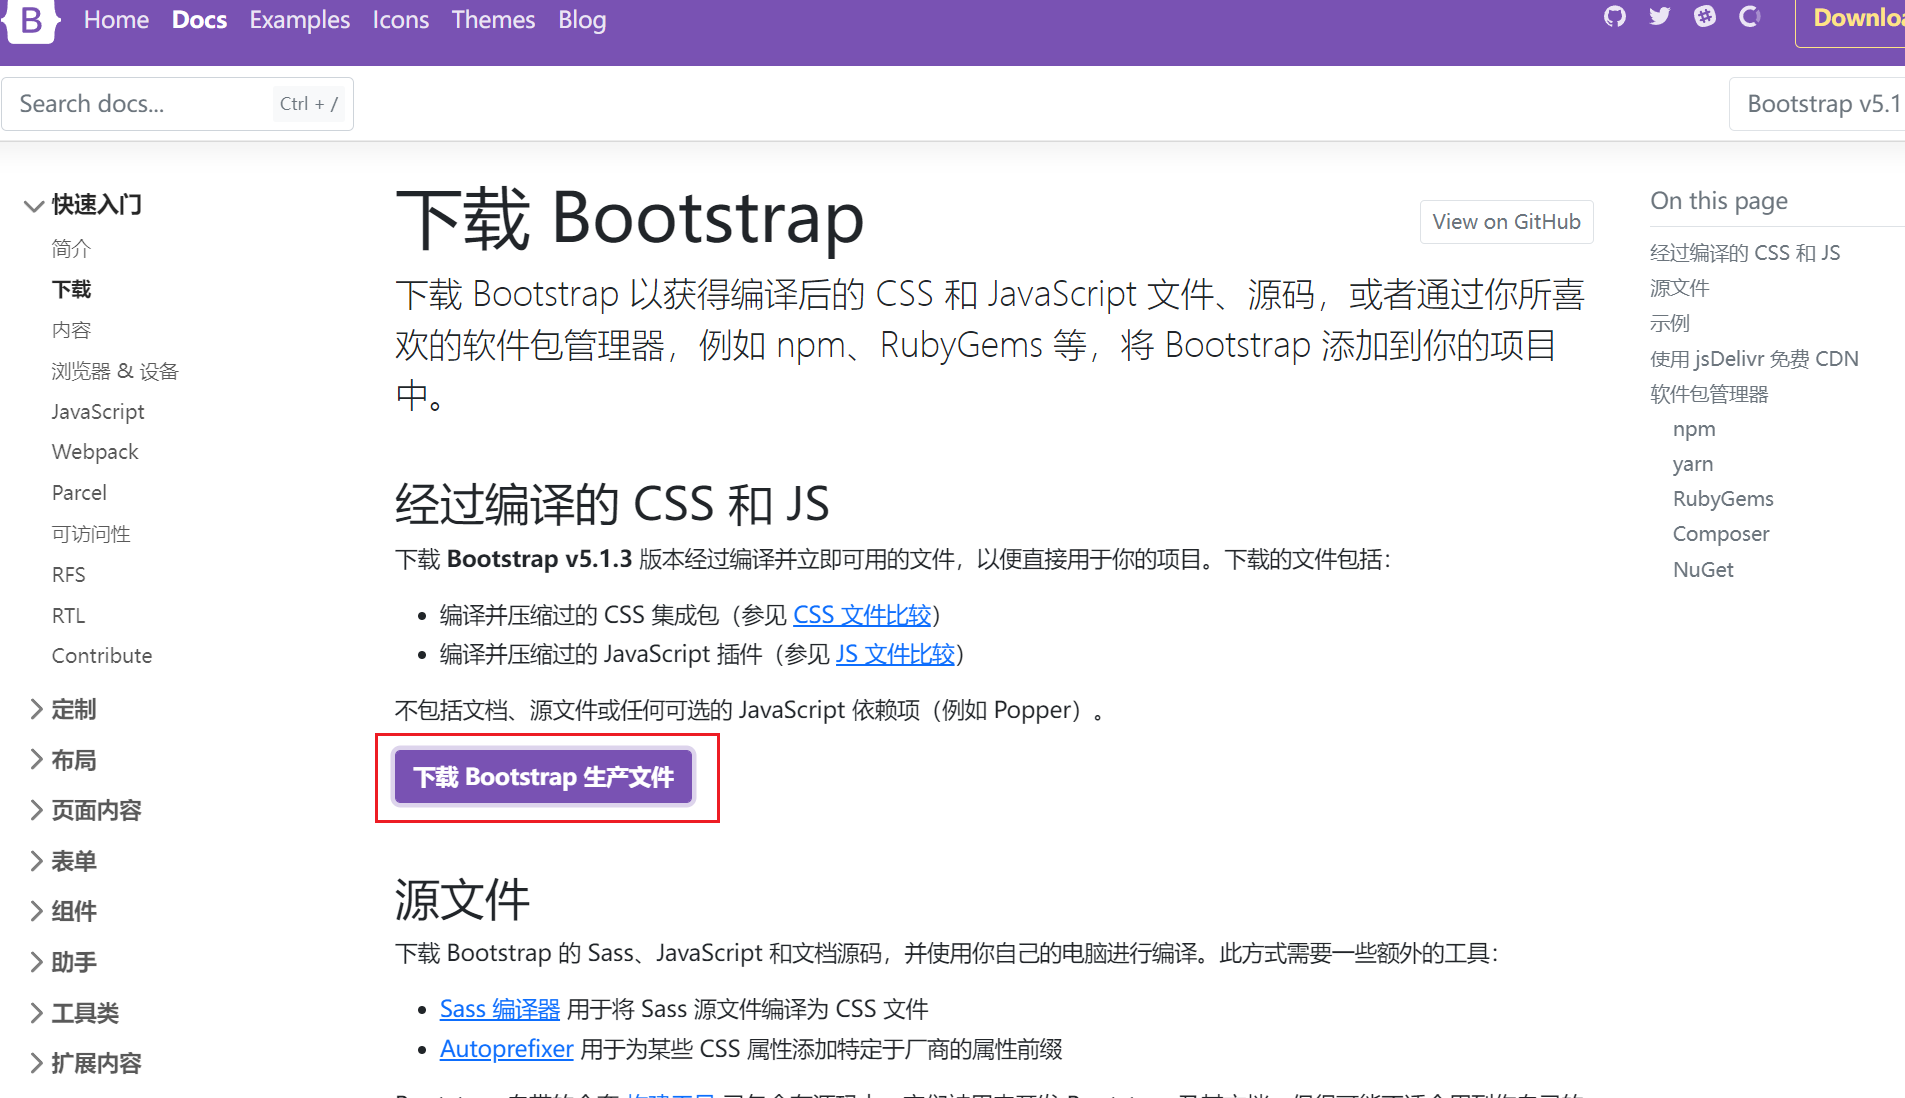 B Home Docs Examples Icons Themes Blog
Downloa
Search docs... Ctrl + /
Bootstrap v5.1
快速入门
简介
下载
内容
浏览器 & 设备
JavaScript
Webpack
Parcel
可访问性
RFS
RTL
Contribute
定制
布局
页面内容
表单
组件
助手
工具类
扩展内容
下载 Bootstrap
View on GitHub
下载 Bootstrap 以获得编译后的 CSS 和 JavaScript 文件、源码，或者通过你所喜
欢的软件包管理器，例如 npm、RubyGems 等，将 Bootstrap 添加到你的项目
中。
经过编译的 CSS 和 JS
下载 Bootstrap v5.1.3 版本经过编译并立即可用的文件，以便直接用于你的项目。下载的文件包括：
• 编译并压缩过的 CSS 集成包（参见 CSS 文件比较）
• 编译并压缩过的 JavaScript 插件（参见 JS 文件比较）
不包括文档、源文件或任何可选的 JavaScript 依赖项（例如 Popper）。
下载 Bootstrap 生产文件
源文件
下载 Bootstrap 的 Sass、JavaScript 和文档源码，并使用你自己的电脑进行编译。此方式需要一些额外的工具：
• Sass 编译器 用于将 Sass 源文件编译为 CSS 文件
• Autoprefixer 用于为某些 CSS 属性添加特定于厂商的属性前缀
On this page
经过编译的 CSS 和 JS
源文件
示例
使用 jsDelivr 免费 CDN
软件包管理器
npm
yarn
RubyGems
Composer
NuGet